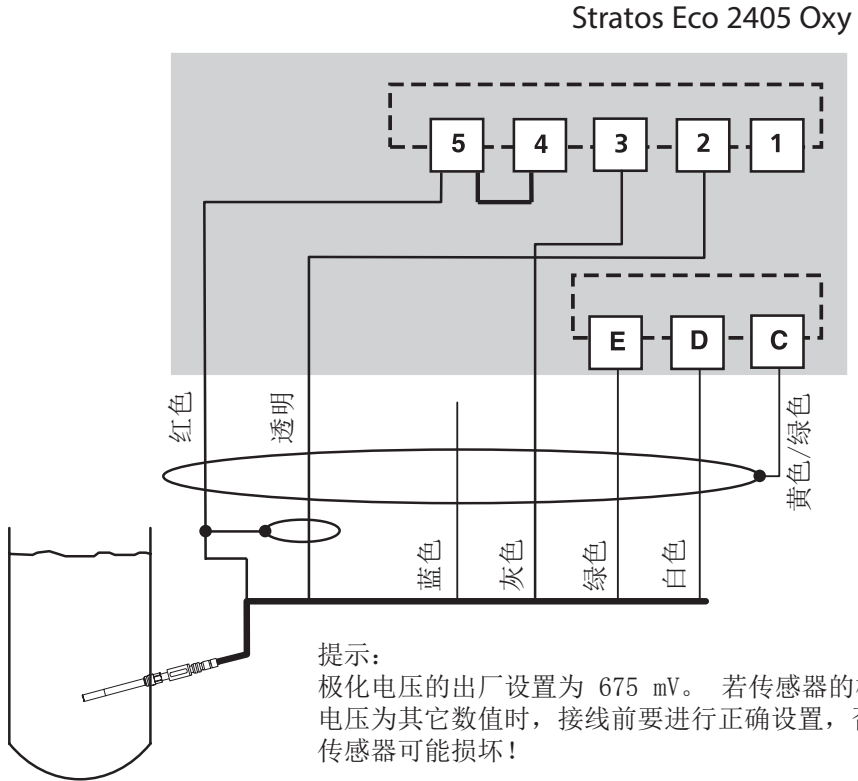 Stratos Eco 2405 Oxy
5 4 3 2 1
E D C
红色
透明
黄色/绿色
蓝色
灰色
绿色
白色
提示:
极化电压的出厂设置为 675 mV。 若传感器的
电压为其它数值时，接线前要进行正确设置，
传感器可能损坏！